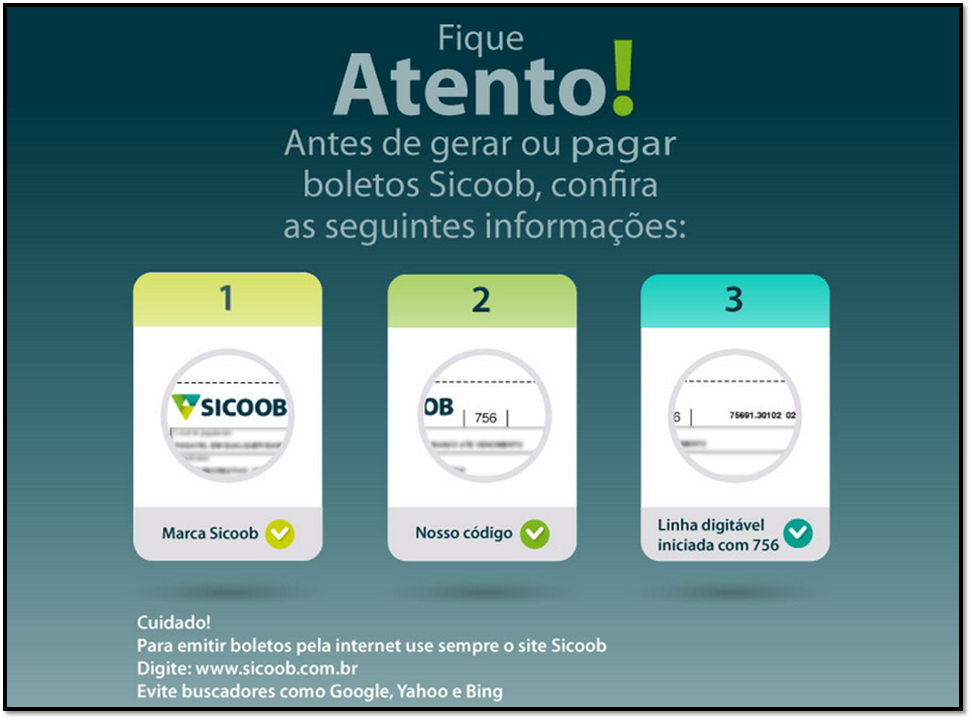 Fique
Atento!
Antes de gerar ou pagar
boletos Sicoob, confira
as seguintes informações:
1
SICOOB
Marca Sicoob
2
OB
756
Nosso código
3
6
75691.30102 02
Linha digitável
iniciada com 756
Cuidado!
Para emitir boletos pela internet use sempre o site Sicoob
Digite: www.sicoob.com.br
Evite buscadores como Google, Yahoo e Bing